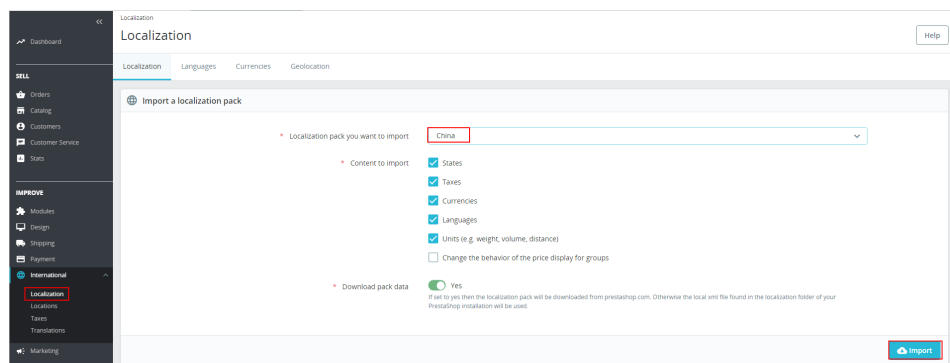 Localization
Localization
Help
Dashboard
SELL
Orders
Catalog
Customers
Customer Service
Stats
IMPROVE
Modules
Design
Shipping
Payment
International
Localization
Locations
Taxes
Translations
Marketing
Localization Languages Currencies Geolocation
Import a localization pack
* Localization pack you want to import China
* Content to import States
Taxes
Currencies
Languages
Units (e.g. weight, volume, distance)
Change the behavior of the price display for groups
* Download pack data Yes
If set to yes then the localization pack will be downloaded from prestashop.com. Otherwise the local xml file found in the localization folder of your
PrestaShop installation will be used.
Import